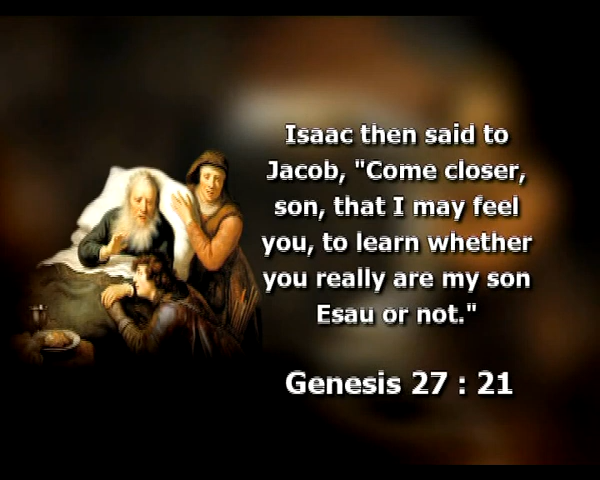 Isaac then said to
Jacob, "Come closer,
son, that I may feel
you, to learn whether
you really are my son
Esau or not."
Genesis 27 : 21